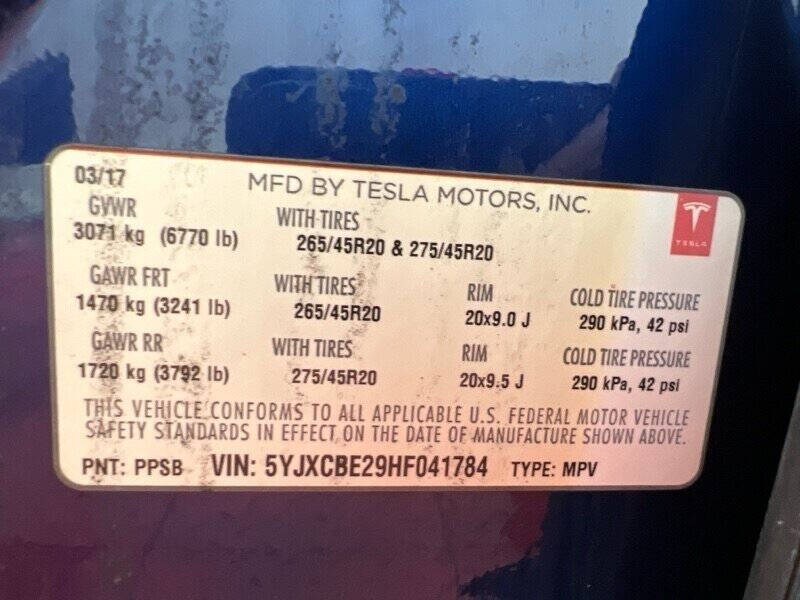 03/17 MFD BY TESLA MOTORS, INC.
TESLA
GVWR WITH TIRES
3071 kg (6770 lb) 265/45R20 & 275/45R20
GAWR FRT WITH TIRES RIM COLD TIRE PRESSURE
1470 kg (3241 lb) 265/45R20 20x9.0 J 290 kPa, 42 psi
GAWR RR WITH TIRES RIM COLD TIRE PRESSURE
1720 kg (3792 lb) 275/45R20 20x9.5 J 290 kPa, 42 psi
THIS VEHICLE CONFORMS TO ALL APPLICABLE U.S. FEDERAL MOTOR VEHICLE
SAFETY STANDARDS IN EFFECT ON THE DATE OF MANUFACTURE SHOWN ABOVE.
PNT: PPSB VIN: 5YJXCBE29HF041784 TYPE: MPV